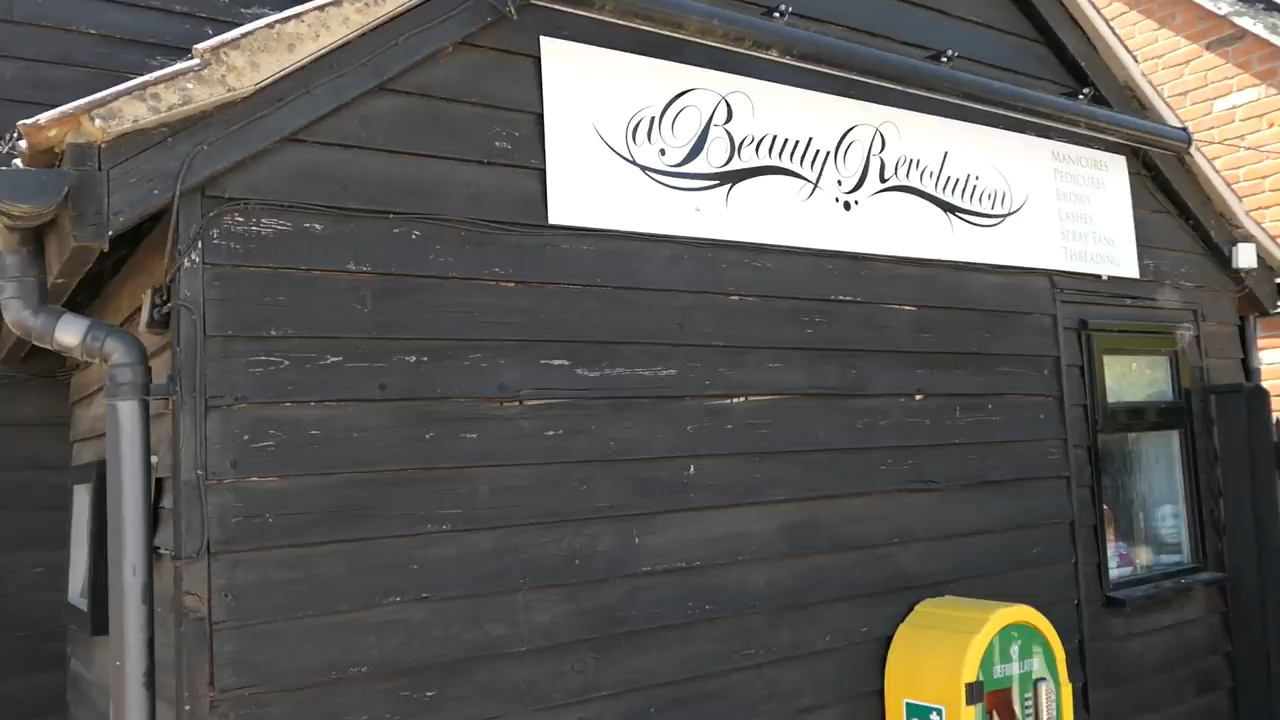 a Beauty Revolution
MANICURES
PEDICURES
BROWS
LASHES
SPRAY TANS
THREADING
DEFIBRILLATOR